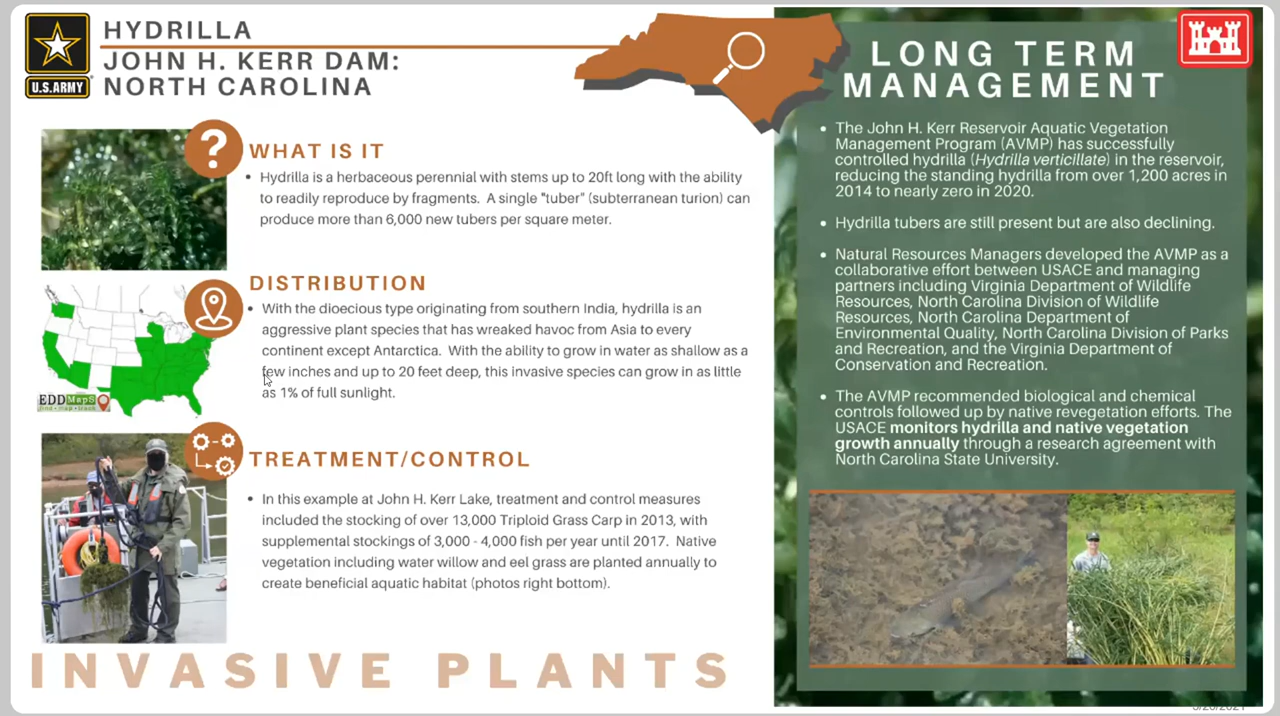 HYDRILLA
JOHN H. KERR DAM:
NORTH CAROLINA
U.S.ARMY
WHAT IS IT
• Hydrilla is a herbaceous perennial with stems up to 20ft long with the ability
to readily reproduce by fragments. A single "tuber" (subterranean turion) can
produce more than 6,000 new tubers per square meter.
DISTRIBUTION
• With the dioecious type originating from southern India, hydrilla is an
aggressive plant species that has wreaked havoc from Asia to every
continent except Antarctica. With the ability to grow in water as shallow as a
few inches and up to 20 feet deep, this invasive species can grow in as little
as 1% of full sunlight.
EDDMapS
TREATMENT/CONTROL
• In this example at John H. Kerr Lake, treatment and control measures
included the stocking of over 13,000 Triploid Grass Carp in 2013, with
supplemental stockings of 3,000 - 4,000 fish per year until 2017. Native
vegetation including water willow and eel grass are planted annually to
create beneficial aquatic habitat (photos right bottom).
INVASIVE PLANTS
LONG TERM
MANAGEMENT
• The John H. Kerr Reservoir Aquatic Vegetation
Management Program (AVMP) has successfully
controlled hydrilla (Hydrilla verticillate) in the reservoir,
reducing the standing hydrilla from over 1,200 acres in
2014 to nearly zero in 2020.
• Hydrilla tubers are still present but are also declining.
• Natural Resources Managers developed the AVMP as a
collaborative effort between USACE and managing
partners including Virginia Department of Wildlife
Resources, North Carolina Division of Wildlife
Resources, North Carolina Department of
Environmental Quality, North Carolina Division of Parks
and Recreation, and the Virginia Department of
Conservation and Recreation.
• The AVMP recommended biological and chemical
controls followed up by native revegetation efforts. The
USACE monitors hydrilla and native vegetation
growth annually through a research agreement with
North Carolina State University.